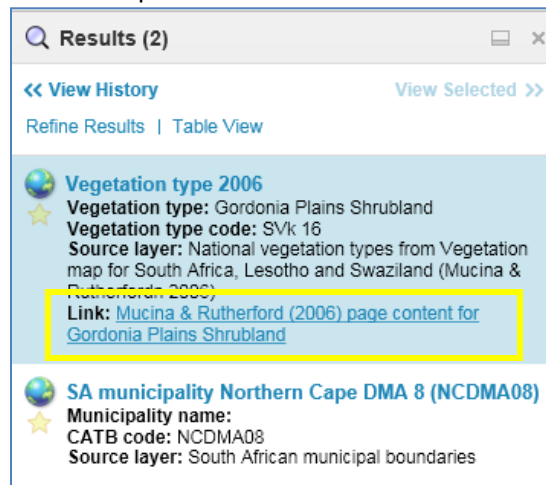 Results (2)
<< View History View Selected >>
Refine Results | Table View
Vegetation type 2006
Vegetation type: Gordonia Plains Shrubland
Vegetation type code: SVk 16
Source layer: National vegetation types from Vegetation
map for South Africa, Lesotho and Swaziland (Mucina &
Rutherfordn 2006)
Link: Mucina & Rutherford (2006) page content for
Gordonia Plains Shrubland
SA municipality Northern Cape DMA 8 (NCDMA08)
Municipality name:
CATB code: NCDMA08
Source layer: South African municipal boundaries